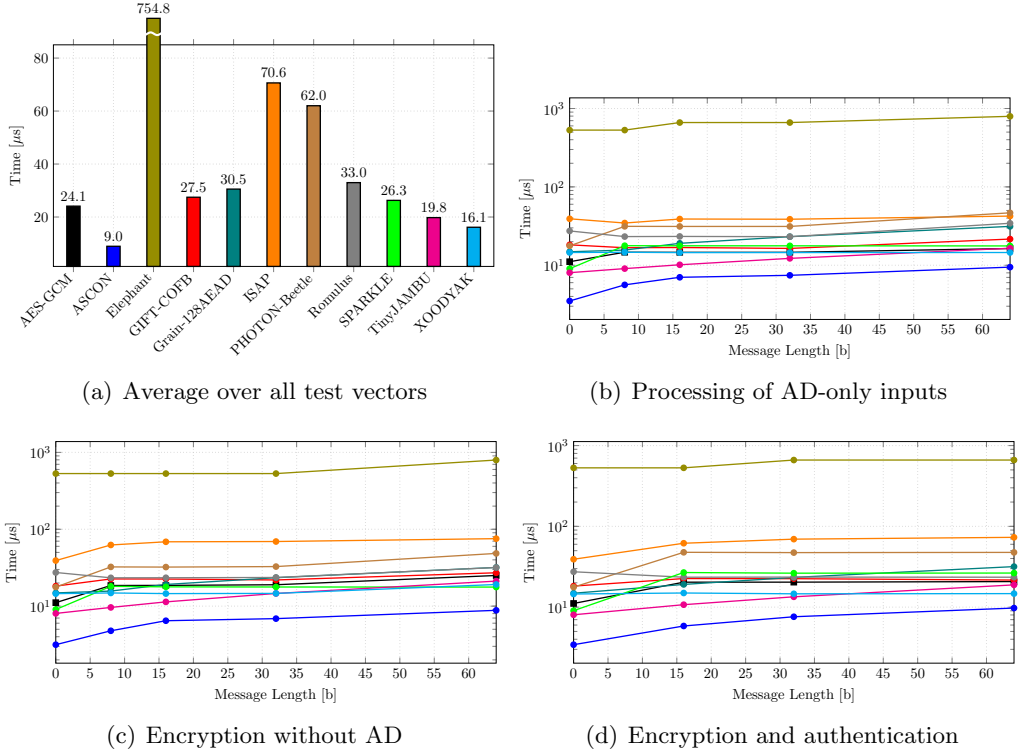 754.8
80
60
40
20
Time [µs]
24.1
9.0
27.5
30.5
70.6
62.0
33.0
26.3
19.8
16.1
AES-GCM
ASCON
Elephant
GIFT-COFB
Grain-128AEAD
ISAP
PHOTON-Beetle
Romulus
SPARKLE
TinyJAMBU
XOODYAK
(a) Average over all test vectors
10³
10²
10¹
Time [µs]
0 5 10 15 20 25 30 35 40 45 50 55 60
Message Length [b]
(b) Processing of AD-only inputs
10³
10²
10¹
Time [µs]
0 5 10 15 20 25 30 35 40 45 50 55 60
Message Length [b]
(c) Encryption without AD
10³
10²
10¹
Time [µs]
0 5 10 15 20 25 30 35 40 45 50 55 60
Message Length [b]
(d) Encryption and authentication